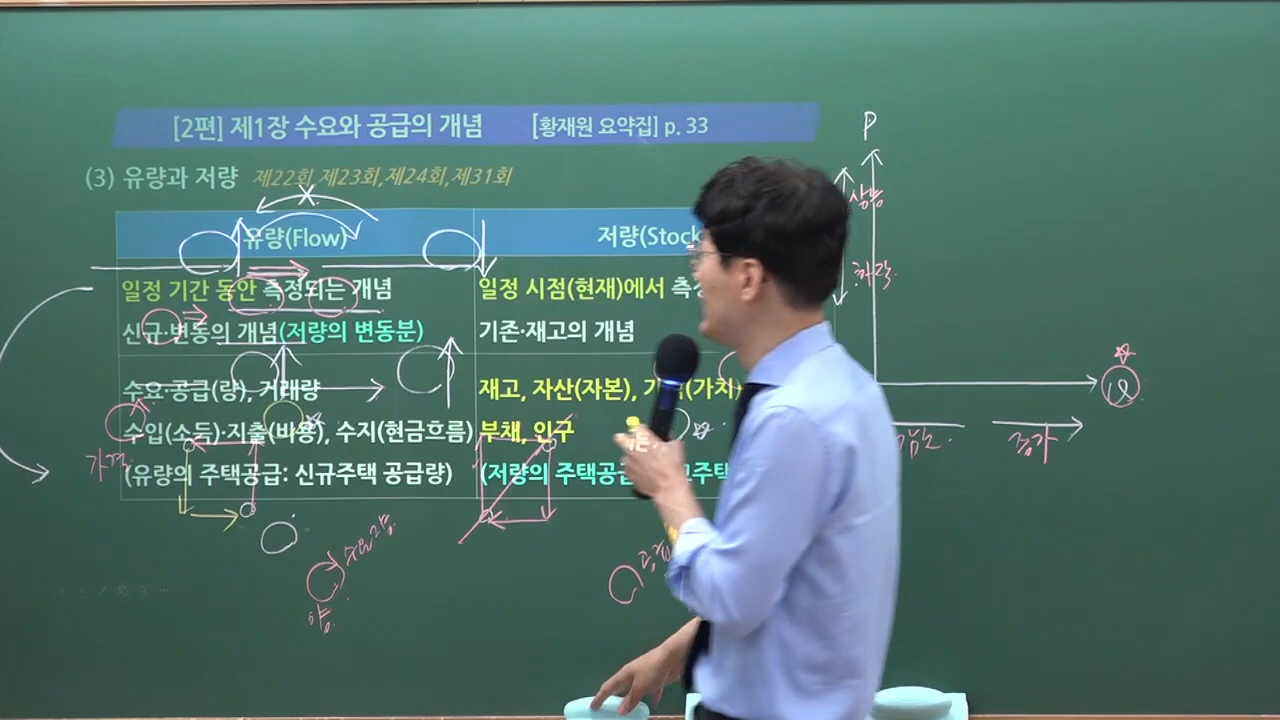 [2편] 제1장 수요와 공급의 개념 [황재원 요약집] p. 33
(3) 유량과 저량 제22회,제23회,제24회,제31회
유량(Flow) 저량(Stock
일정 기간 동안 측정되는 개념 일정 시점(현재)에서
신규·변동의 개념(저량의 변동분) 기존·재고의 개념
수요·공급(량), 거래량 재고, 자산(자본), (가치)
수입(소득)·지출(비용), 수지(현금흐름) 부채, 인구
(유량의 주택공급: 신규주택 공급량) (저량의 주택공급
P
상승
하락
Q
증가
가격